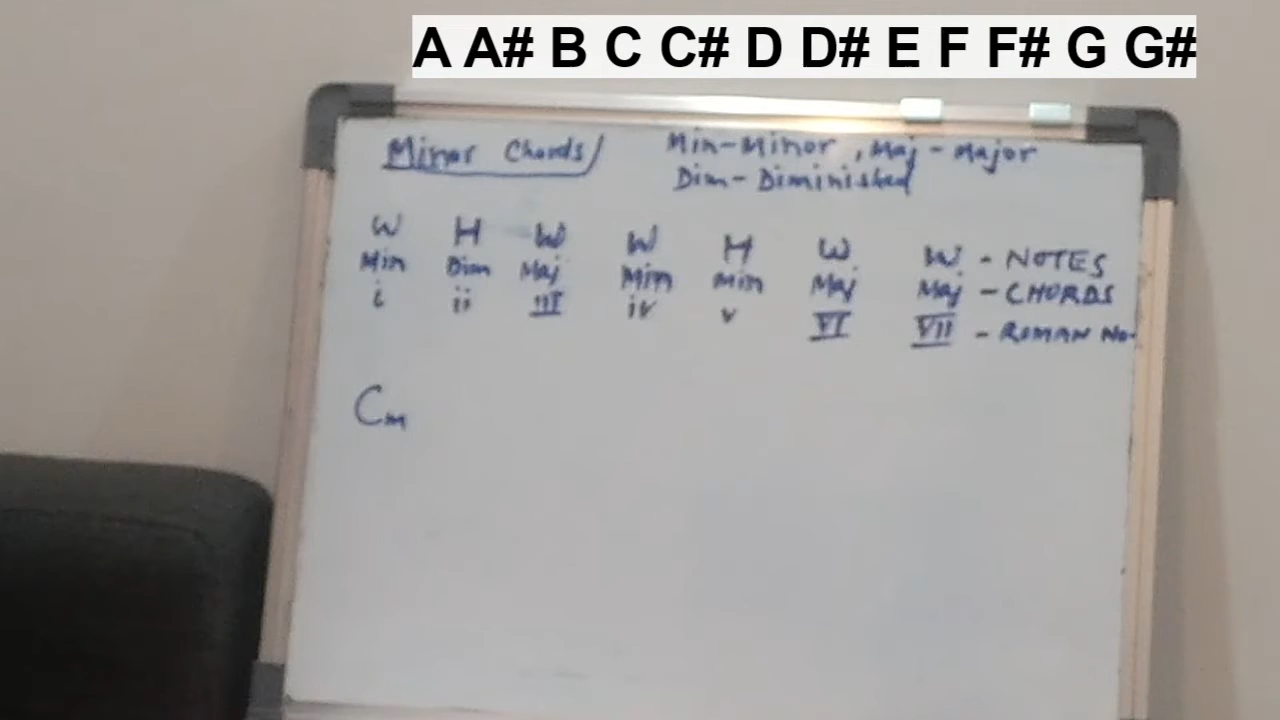 A A# B C C# D D# E F F# G G#
Minor Chords/ Min-Minor, Maj-Major
Dim-Diminished
W H W W H W W - NOTES
Min Dim Maj Min Min Maj Maj - CHORDS
i ii III iv v VI VII - ROMAN No.
Cm